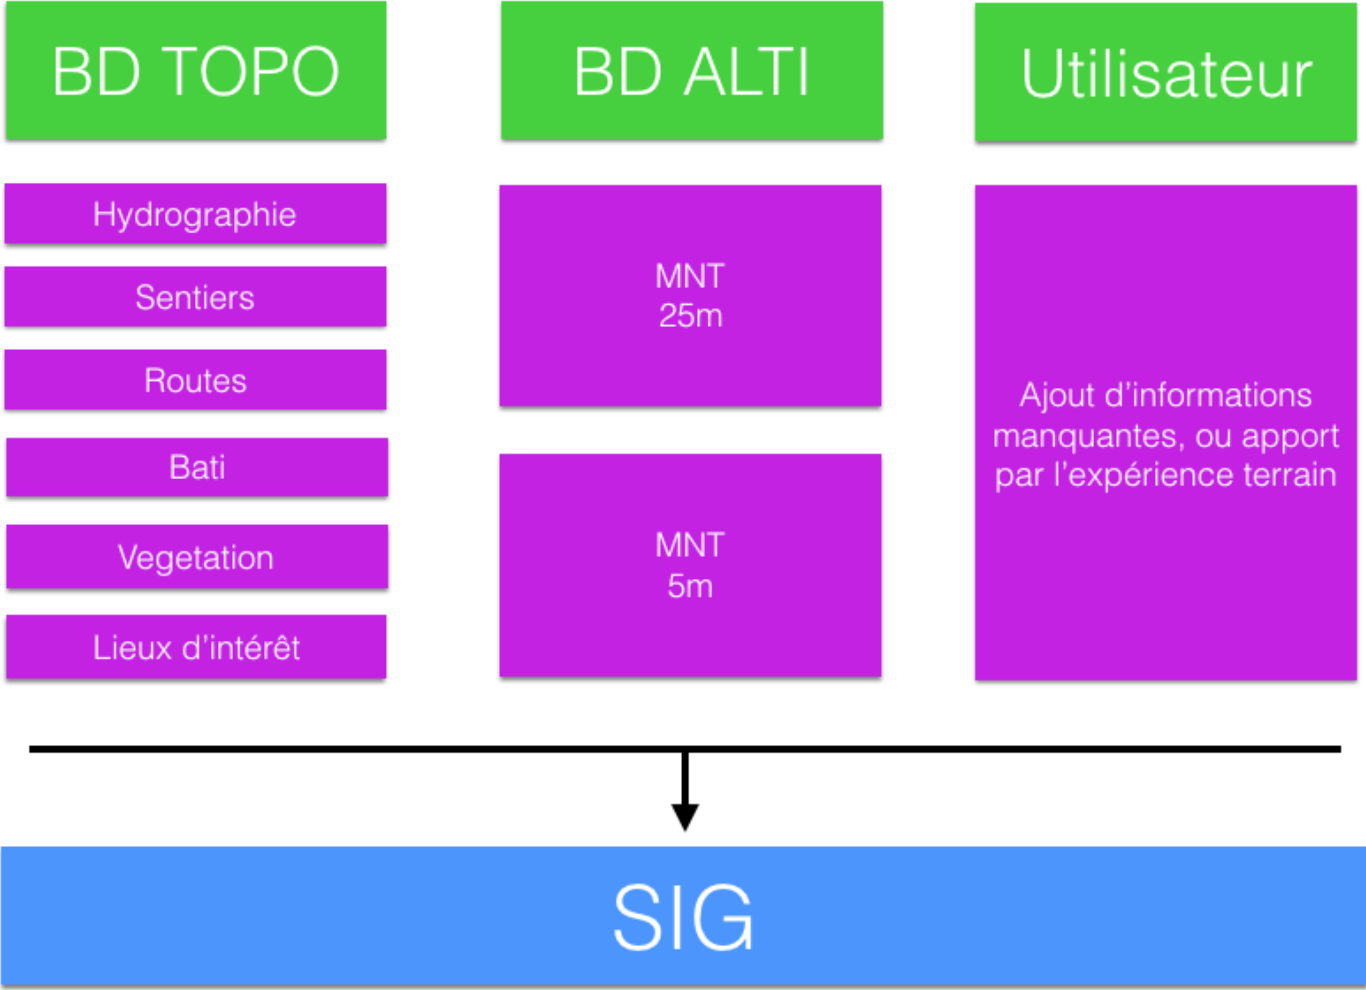 BD TOPO
Hydrographie
Sentiers
Routes
Bati
Vegetation
Lieux d'intérêt
BD ALTI
MNT
25m
MNT
5m
Utilisateur
Ajout d'informations
manquantes, ou apport
par l'expérience terrain
SIG